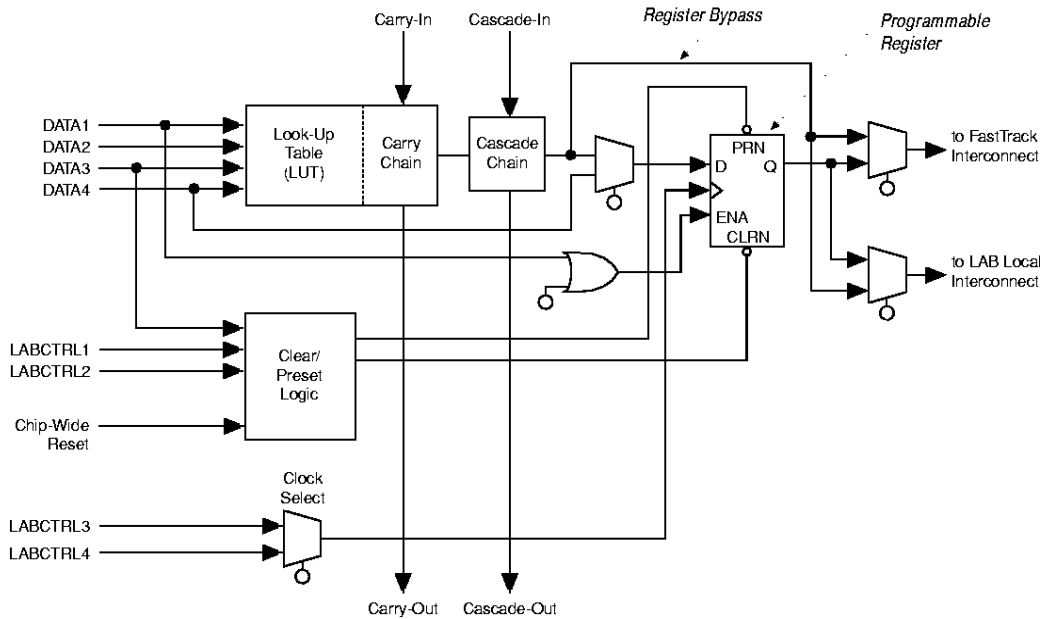 Carry-In
Cascade-In
Register Bypass
Programmable
Register
DATA1
DATA2
DATA3
DATA4
Look-Up
Table
(LUT)
Carry
Chain
Cascade
Chain
PRN
D
Q
ENA
CLRN
to FastTrack
Interconnect
to LAB Local
Interconnect
LABCTRL1
LABCTRL2
Clear/
Preset
Logic
Chip-Wide
Reset
Clock
Select
LABCTRL3
LABCTRL4
Carry-Out
Cascade-Out